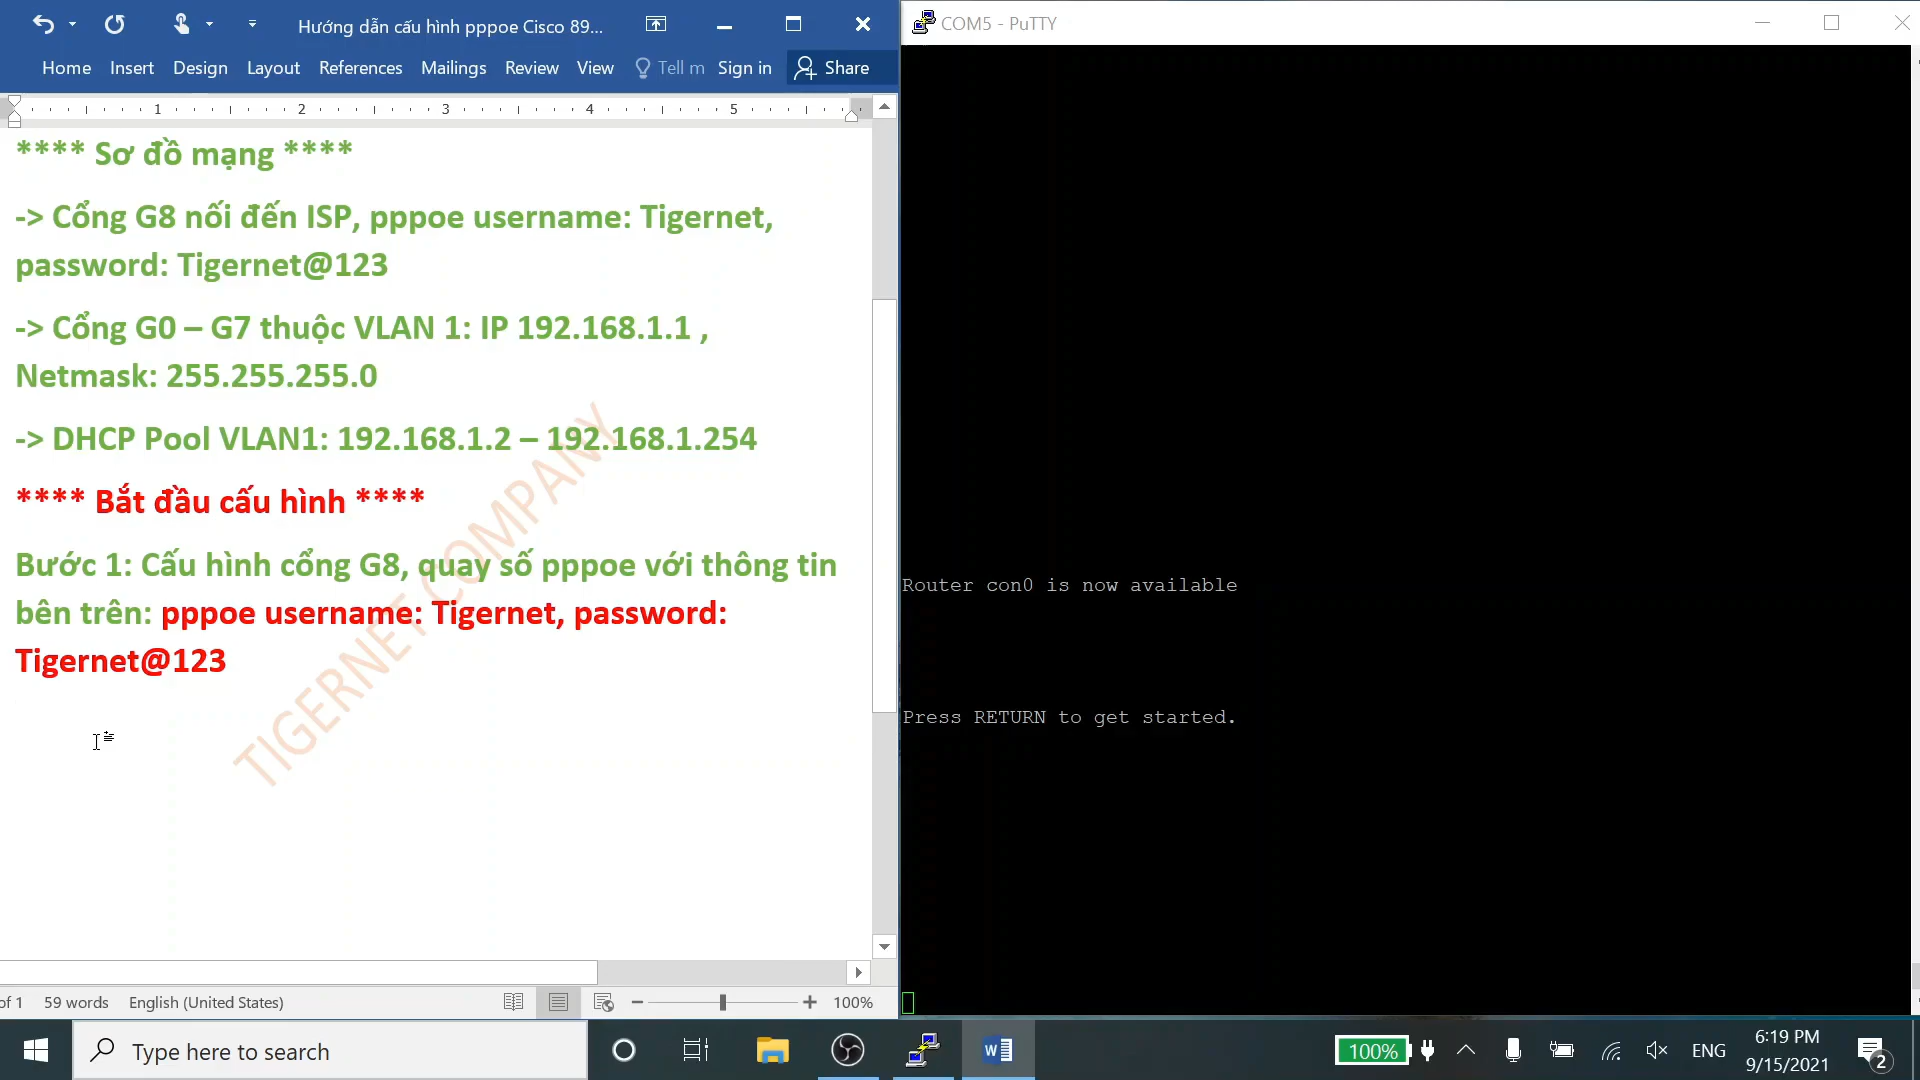 Hướng dẫn cấu hình pppoe Cisco 89...
Home Insert Design Layout References Mailings Review View Tell m Sign in Share
1 2 3 4 5
**** Sơ đồ mạng ****
-> Cổng G8 nối đến ISP, pppoe username: Tigernet,
password: Tigernet@123
-> Cổng G0 – G7 thuộc VLAN 1: IP 192.168.1.1 ,
Netmask: 255.255.255.0
-> DHCP Pool VLAN1: 192.168.1.2 – 192.168.1.254
**** Bắt đầu cấu hình ****
Bước 1: Cấu hình cổng G8, quay số pppoe với thông tin
bên trên: pppoe username: Tigernet, password:
Tigernet@123
TIGERNET COMPANY
of 1 59 words English (United States) 100%
COM5 - PuTTY
Router con0 is now available
Press RETURN to get started.
Type here to search
100%
ENG
6:19 PM
9/15/2021
2